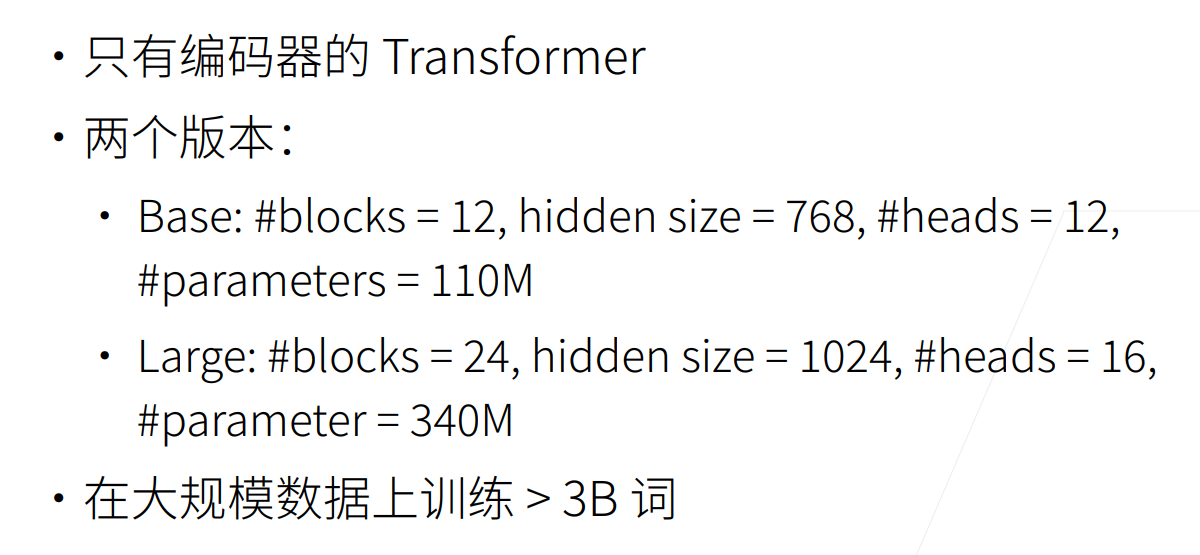 • 只有编码器的 Transformer
• 两个版本：
• Base: #blocks = 12, hidden size = 768, #heads = 12,
#parameters = 110M
• Large: #blocks = 24, hidden size = 1024, #heads = 16,
#parameter = 340M
• 在大规模数据上训练 > 3B 词